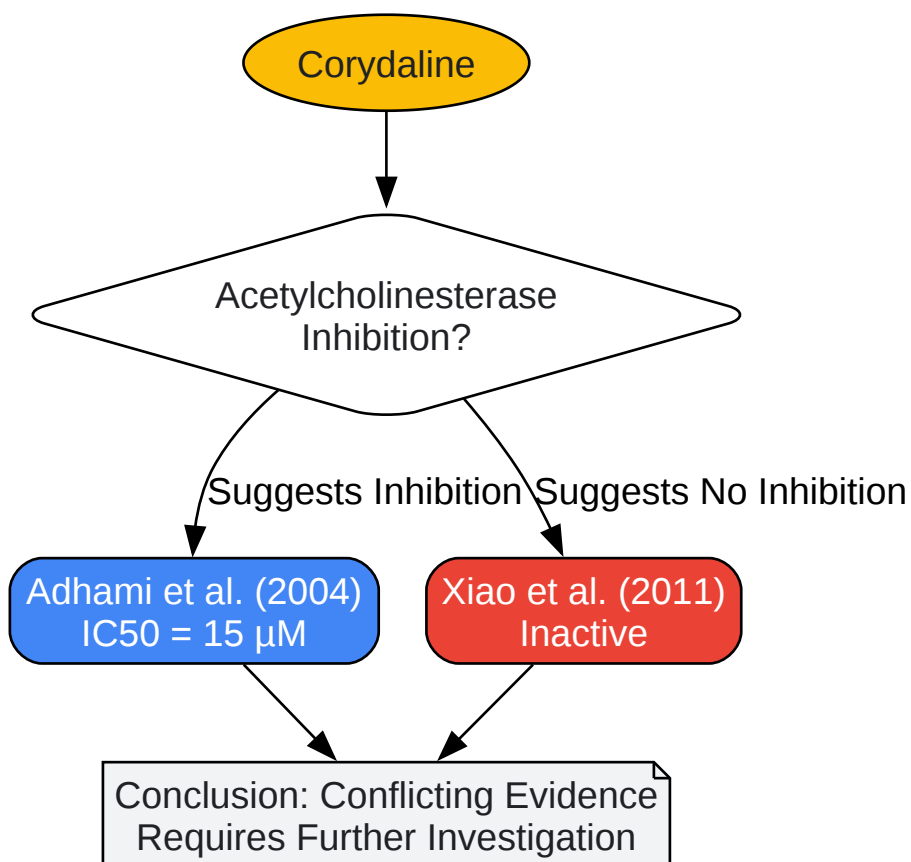 Corydaline
Acetylcholinesterase
Inhibition?
Suggests Inhibition
Suggests No Inhibition
Adhami et al. (2004)
IC50 = 15 µM
Xiao et al. (2011)
Inactive
Conclusion: Conflicting Evidence
Requires Further Investigation